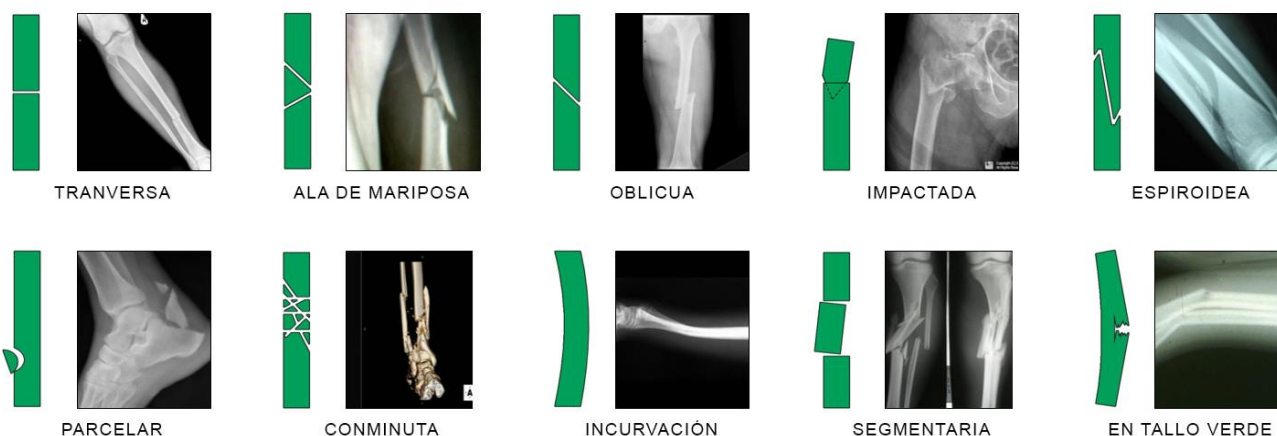 TRANVERSA
ALA DE MARIPOSA
OBLICUA
IMPACTADA
ESPIROIDEA
PARCELAR
CONMINUTA
A
INCURVACIÓN
SEGMENTARIA
EN TALLO VERDE